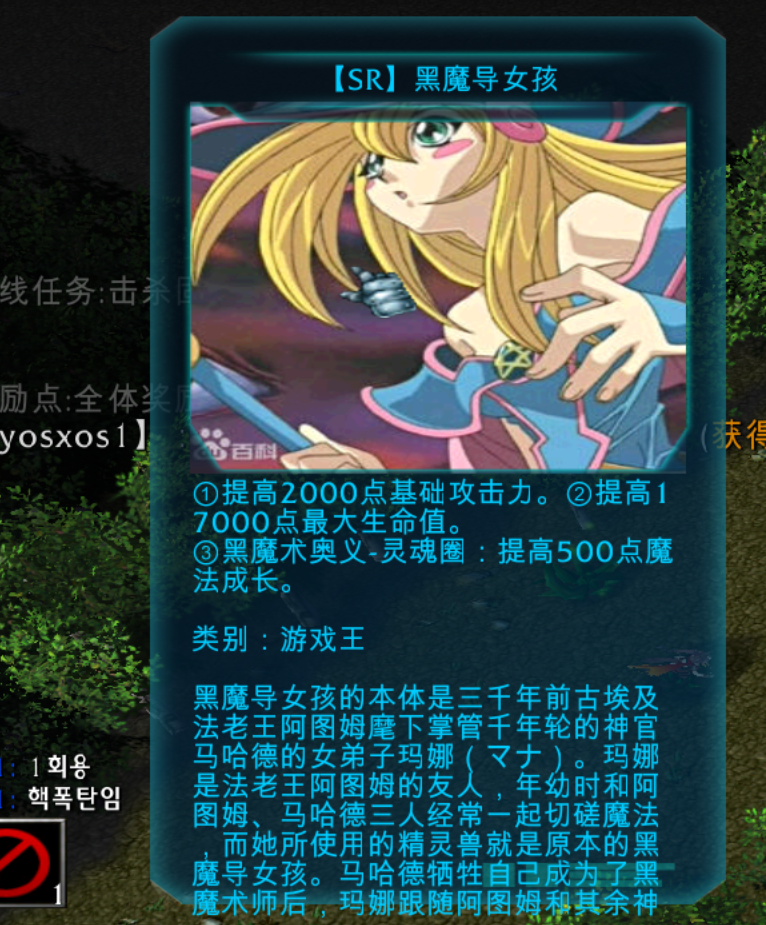 【SR】黑魔导女孩
线任务:击杀
励点:全体奖
yosxos1】
(获得
百科
①提高2000点基础攻击力。②提高1
7000点最大生命值。
③黑魔术奥义-灵魂圈：提高500点魔
法成长。
类别：游戏王
黑魔导女孩的本体是三千年前古埃及
法老王阿图姆麾下掌管千年轮的神官
马哈德的女弟子玛娜（マナ）。玛娜
是法老王阿图姆的友人，年幼时和阿
图姆、马哈德三人经常一起切磋魔法
，而她所使用的精灵兽就是原本的黑
魔导女孩。马哈德牺牲自己成为了黑
魔术师后，玛娜跟随阿图姆和其余神
: 1회용
: 핵폭탄임
1